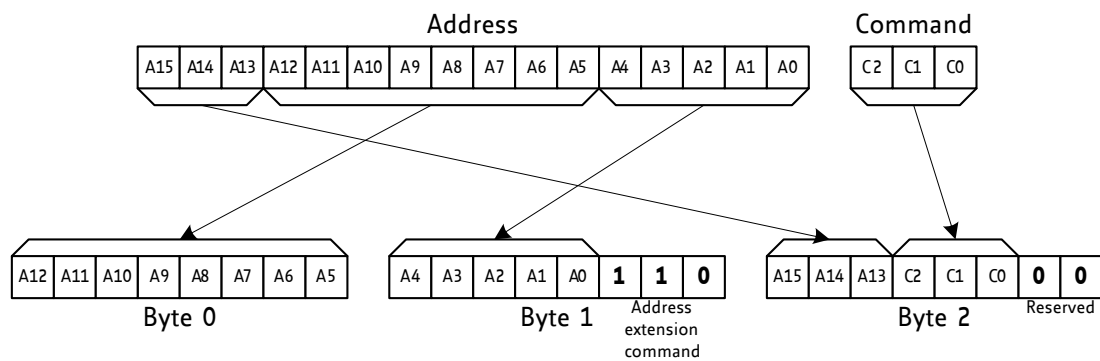 Address Command
A15 A14 A13 A12 A11 A10 A9 A8 A7 A6 A5 A4 A3 A2 A1 A0 C2 C1 C0
A12 A11 A10 A9 A8 A7 A6 A5 A4 A3 A2 A1 A0 1 1 0 A15 A14 A13 C2 C1 C0 0 0
Byte 0 Byte 1 Address Byte 2 Reserved
extension
command